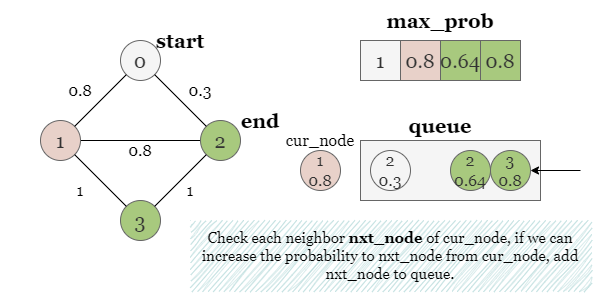 start
0
0.8
0.3
1
0.8
2
end
1
1
3
max_prob
1 0.8 0.64 0.8
queue
cur_node
1
0.8
2
0.3
2
0.64
3
0.8
Check each neighbor nxt_node of cur_node, if we can
increase the probability to nxt_node from cur_node, add
nxt_node to queue.